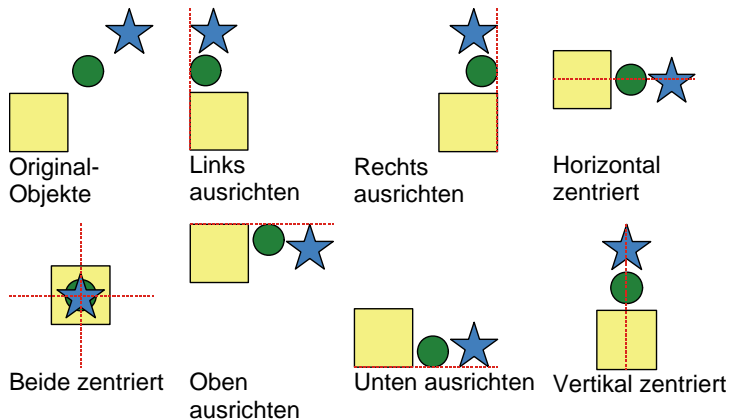 Original-
Objekte
Links
ausrichten
Rechts
ausrichten
Horizontal
zentriert
Beide zentriert
Oben
ausrichten
Unten ausrichten
Vertikal zentriert